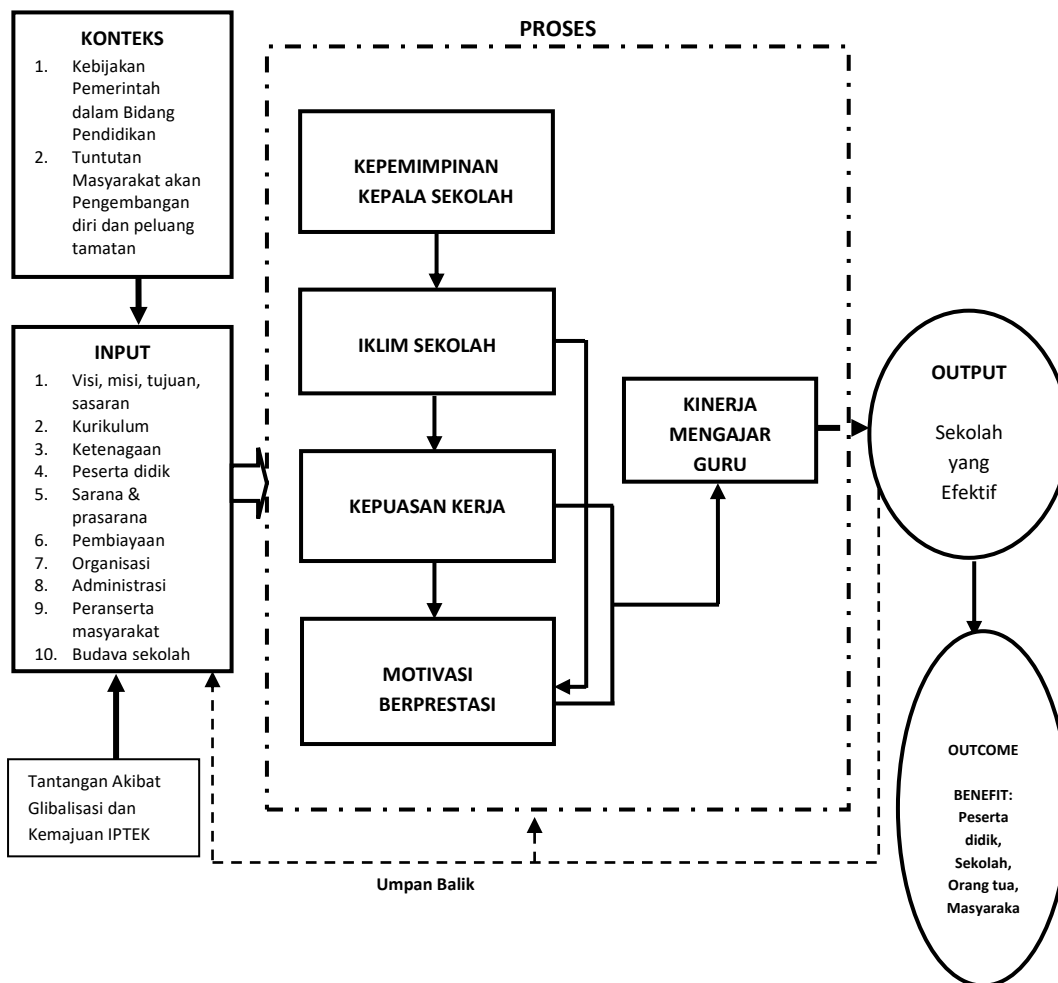 KONTEKS
1. Kebijakan
Pemerintah
dalam Bidang
Pendidikan
2. Tuntutan
Masyarakat akan
Pengembangan
diri dan peluang
tamatan
INPUT
1. Visi, misi, tujuan,
sasaran
2. Kurikulum
3. Ketenagaan
4. Peserta didik
5. Sarana &
prasarana
6. Pembiayaan
7. Organisasi
8. Administrasi
9. Peranserta
masyarakat
10. Budava sekolah
Tantangan Akibat
Glibalisasi dan
Kemajuan IPTEK
PROSES
KEPEMIMPINAN
KEPALA SEKOLAH
IKLIM SEKOLAH
KEPUASAN KERJA
MOTIVASI
BERPRESTASI
KINERJA
MENGAJAR
GURU
OUTPUT
Sekolah
yang
Efektif
OUTCOME
BENEFIT:
Peserta
didik,
Sekolah,
Orang tua,
Masyaraka
Umpan Balik